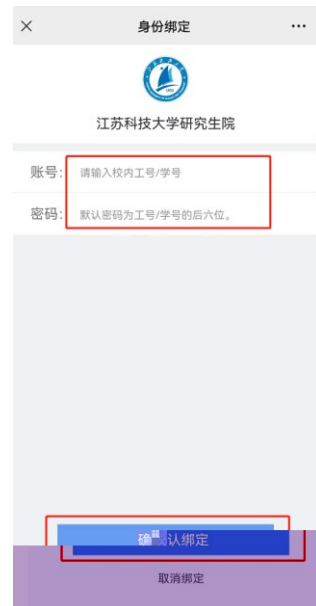 身份绑定
江苏科技大学研究生院
账号: 请输入校内工号/学号
密码: 默认密码为工号/学号的后六位。
确认绑定
取消绑定